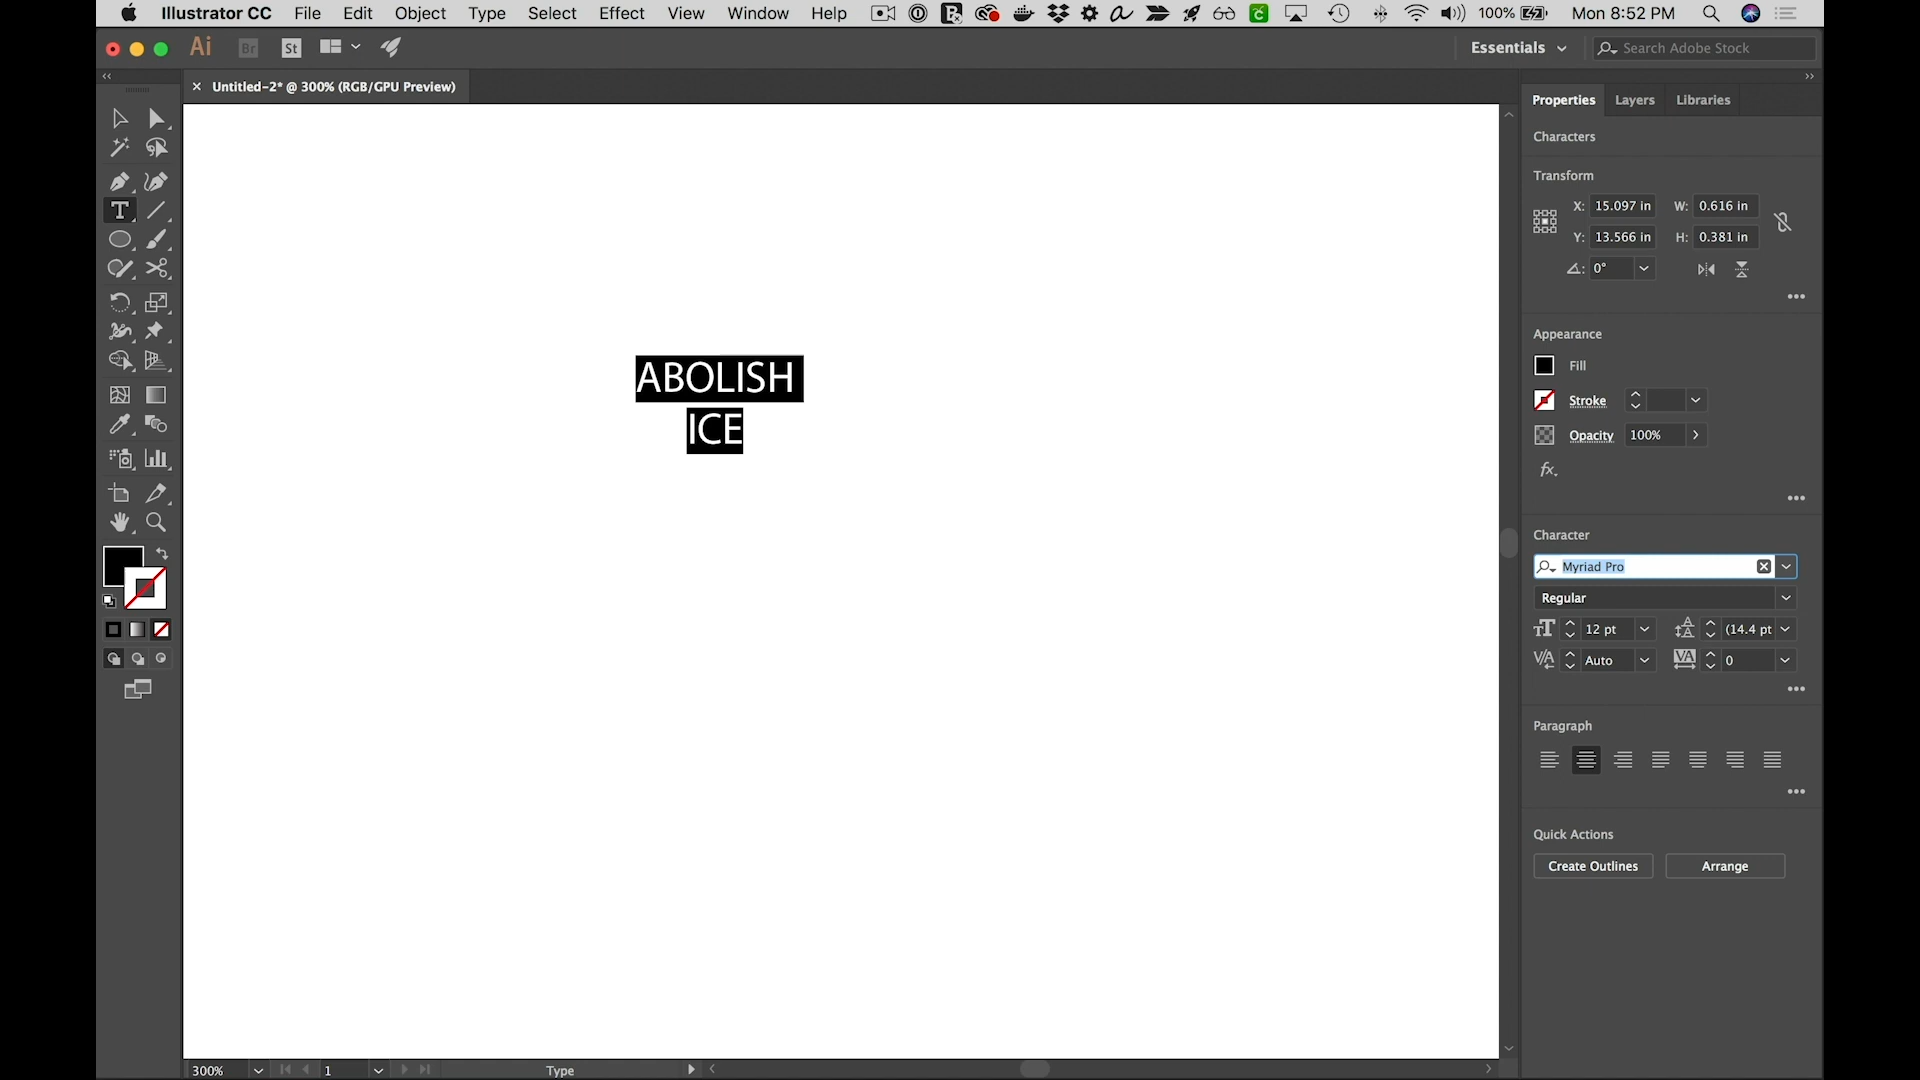 Illustrator CC File Edit Object Type Select Effect View Window Help 100% Mon 8:52 PM
Ai Br St Essentials Search Adobe Stock
Untitled-2* @ 300% (RGB/GPU Preview)
Properties Layers Libraries
Characters
Transform
X: 15.097 in W: 0.616 in
Y: 13.566 in H: 0.381 in
0°
Appearance
Fill
Stroke
Opacity 100%
fx
ABOLISH
ICE
Character
Myriad Pro
Regular
12 pt (14.4 pt
Auto 0
Paragraph
Quick Actions
Create Outlines Arrange
300% 1 Type